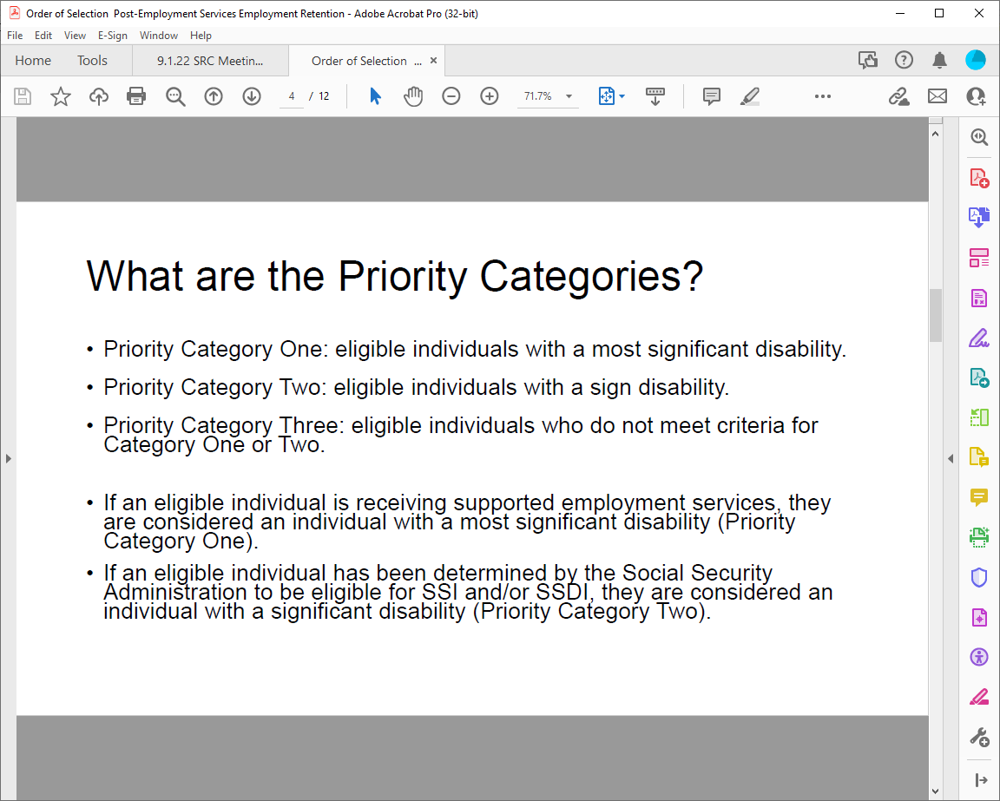 Order of Selection  Post-Employment Services Employment Retention - Adobe Acrobat Pro (32-bit)
File Edit View E-Sign Window Help
Home Tools 9.1.22 SRC Meetin... Order of Selection ... ×
4 / 12 71.7%
What are the Priority Categories?
• Priority Category One: eligible individuals with a most significant disability.
• Priority Category Two: eligible individuals with a sign disability.
• Priority Category Three: eligible individuals who do not meet criteria for
Category One or Two.
• If an eligible individual is receiving supported employment services, they
are considered an individual with a most significant disability (Priority
Category One).
• If an eligible individual has been determined by the Social Security
Administration to be eligible for SSI and/or SSDI, they are considered an
individual with a significant disability (Priority Category Two).